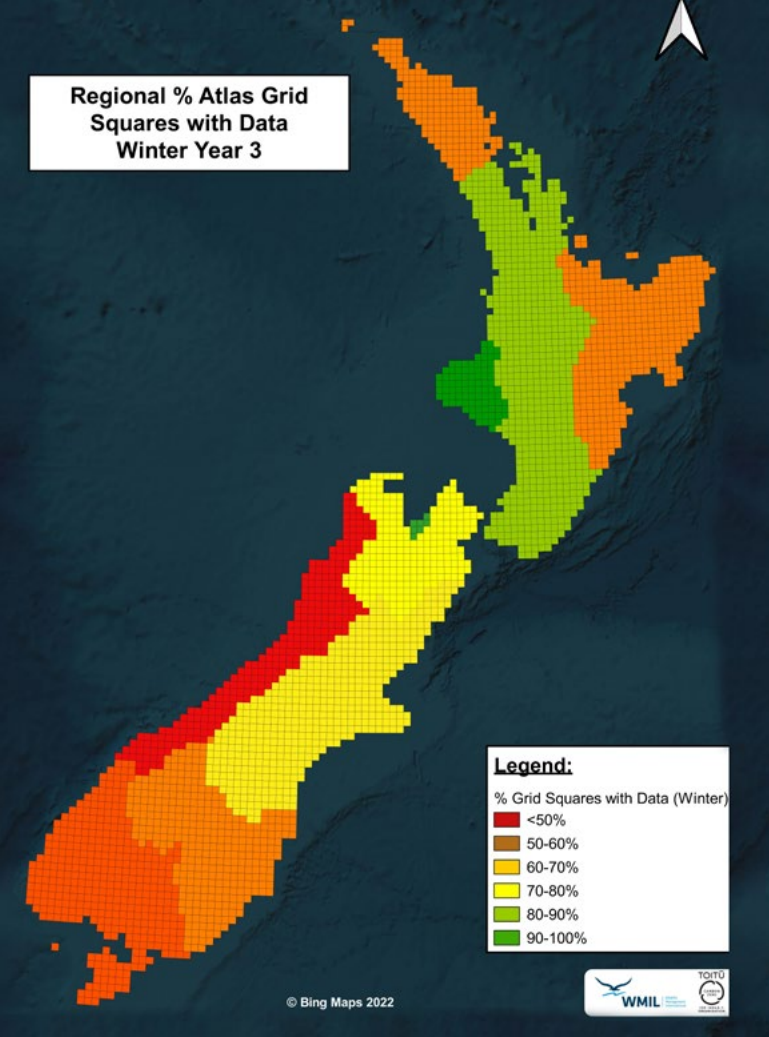 Regional % Atlas Grid
Squares with Data
Winter Year 3
Legend:
% Grid Squares with Data (Winter)
<50%
50-60%
60-70%
70-80%
80-90%
90-100%
© Bing Maps 2022
WMIL
TOITŪ